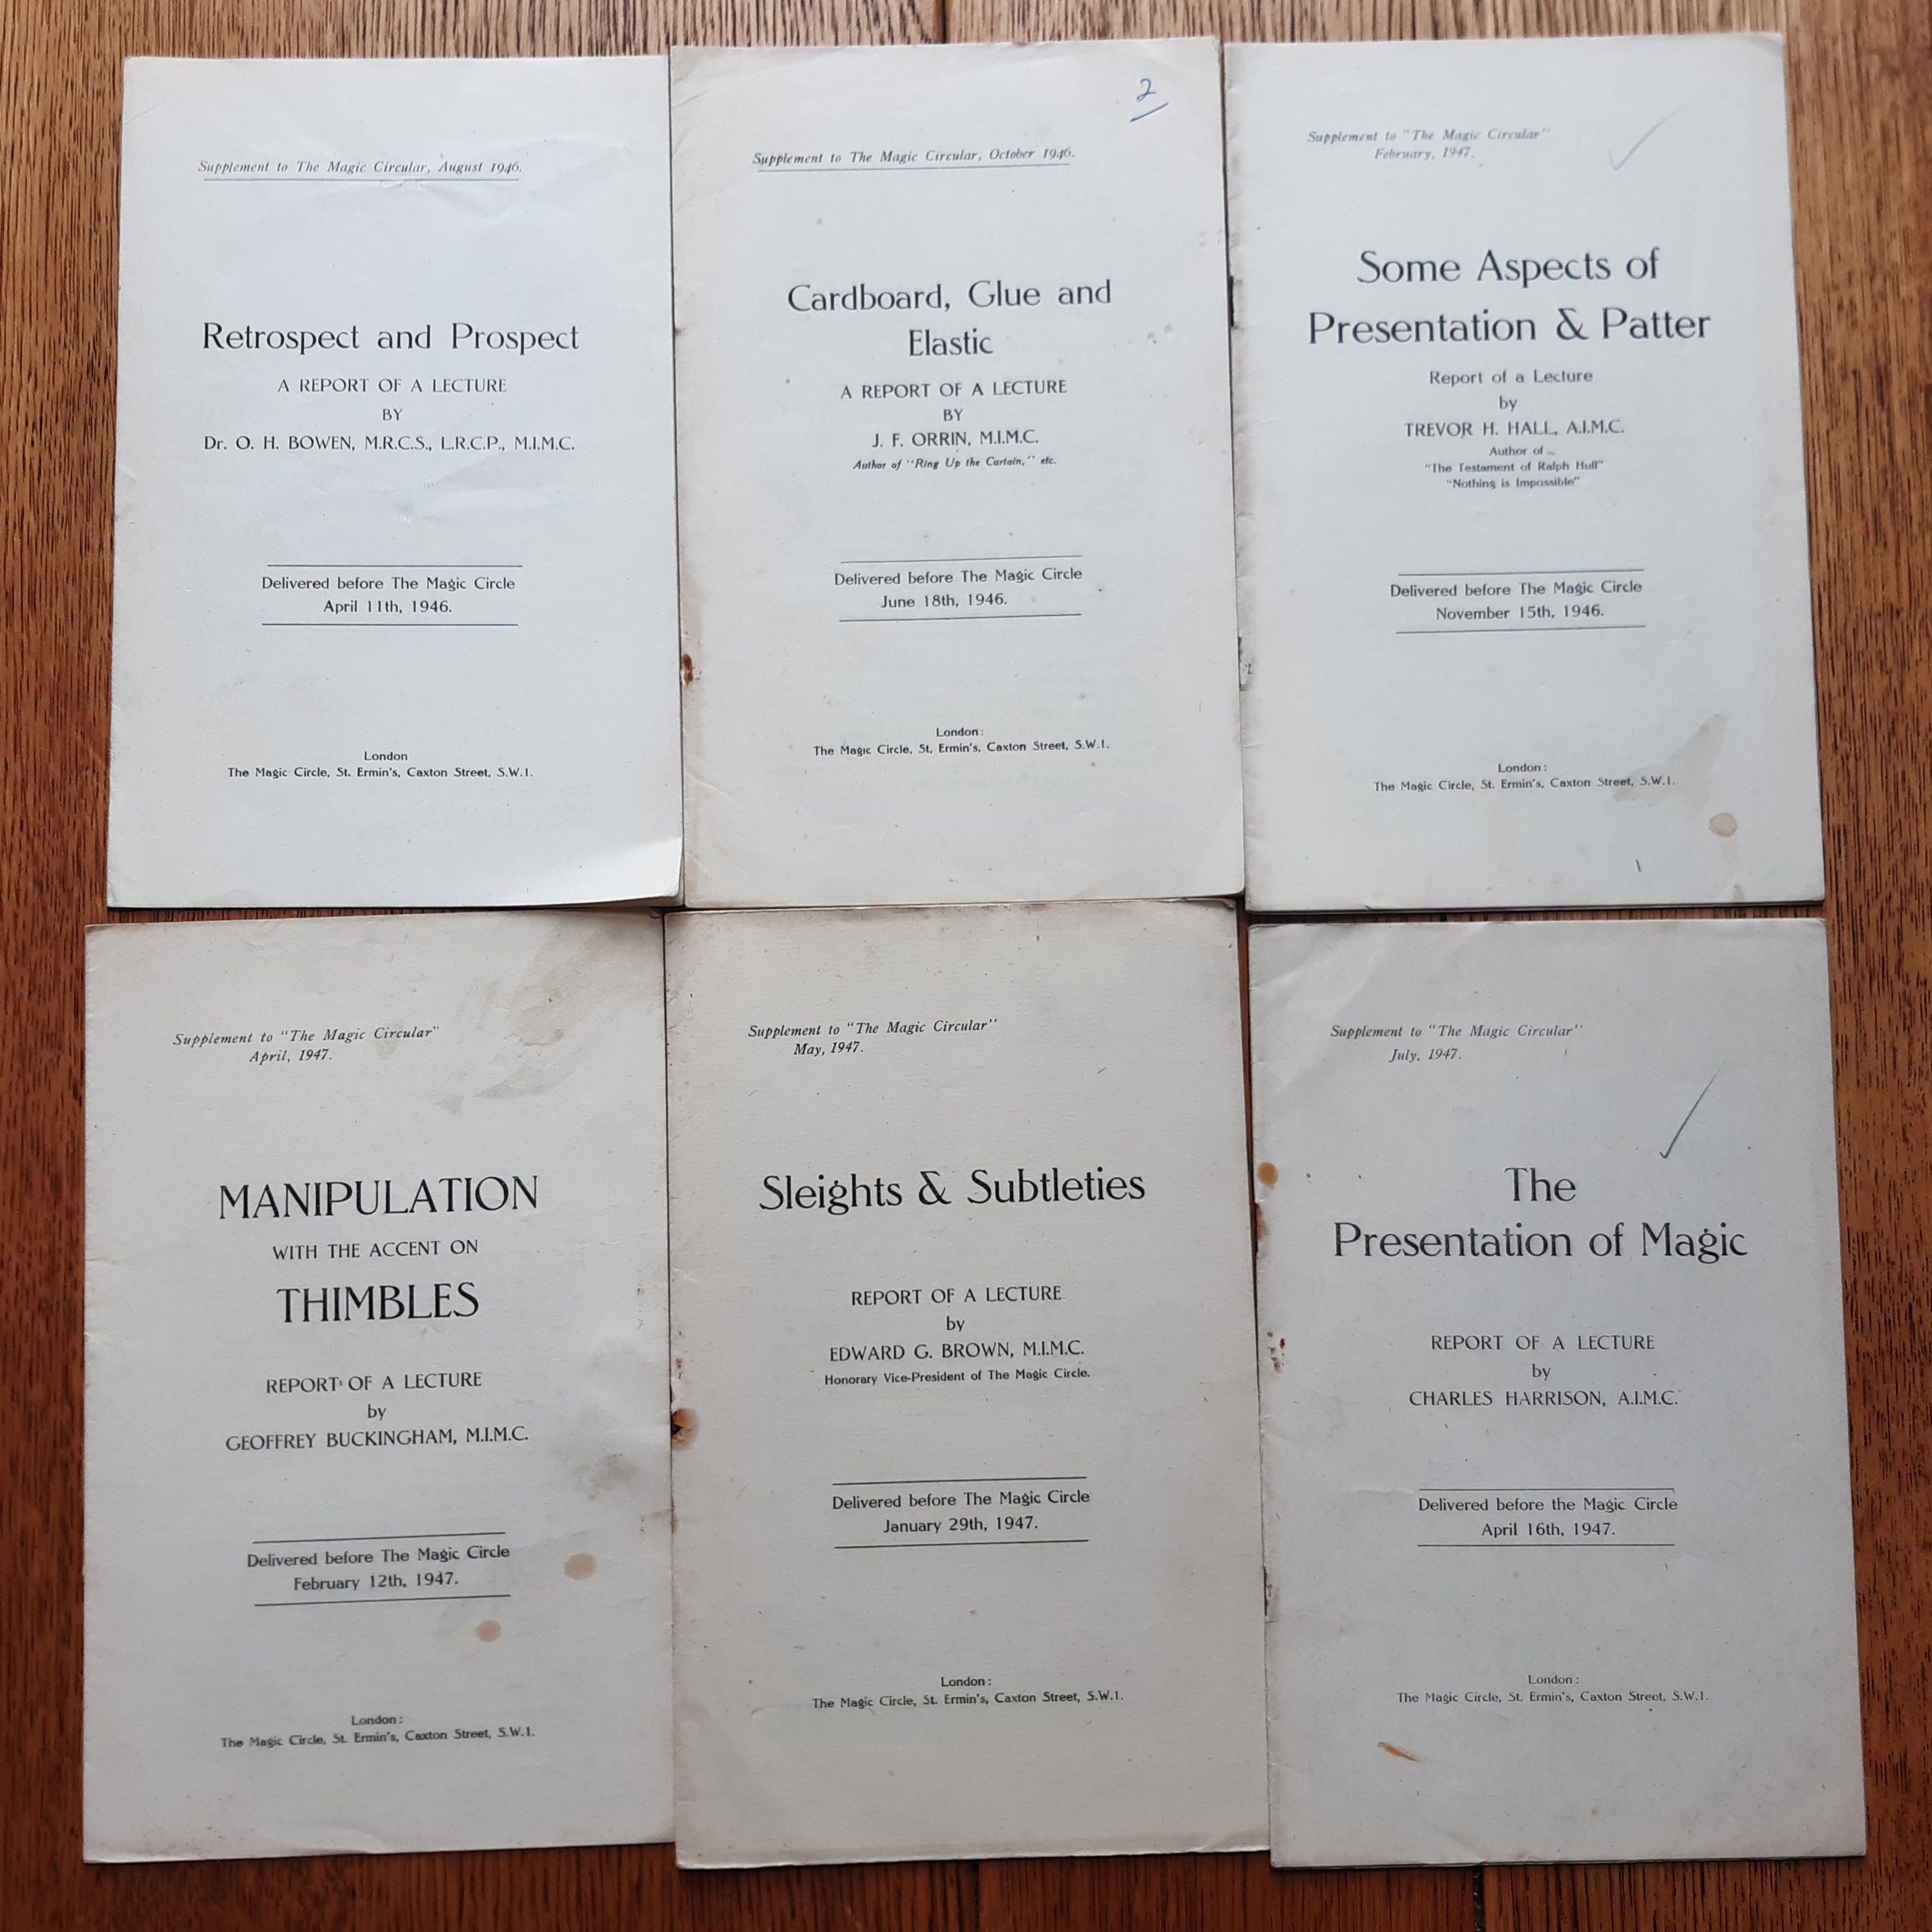 Supplement to The Magic Circular, August 1946.
Retrospect and Prospect
A REPORT OF A LECTURE
BY
Dr. O. H. BOWEN, M.R.C.S., L.R.C.P., M.I.M.C.
Delivered before The Magic Circle
April 11th, 1946.
London
The Magic Circle, St. Ermin's, Caxton Street, S.W.1.
2
Supplement to The Magic Circular, October 1946.
Cardboard, Glue and
Elastic
A REPORT OF A LECTURE
BY
J. F. ORRIN, M.I.M.C.
Author of "Ring Up the Curtain," etc.
Delivered before The Magic Circle
June 18th, 1946.
London:
The Magic Circle, St, Ermin's, Caxton Street, S.W.1.
Supplement to "The Magic Circular"
February, 1947.
Some Aspects of
Presentation & Patter
Report of a Lecture
by
TREVOR H. HALL, A.I.M.C.
Author of
"The Testament of Ralph Hull"
"Nothing is Impossible"
Delivered before The Magic Circle
November 15th, 1946.
London:
The Magic Circle, St. Ermin's, Caxton Street, S.W.1.
Supplement to "The Magic Circular"
April, 1947.
MANIPULATION
WITH THE ACCENT ON
THIMBLES
REPORT OF A LECTURE
by
GEOFFREY BUCKINGHAM, M.I.M.C.
Delivered before The Magic Circle
February 12th, 1947.
London:
The Magic Circle, St. Ermin's, Caxton Street, S.W.1.
Supplement to "The Magic Circular"
May, 1947.
Sleights & Subtleties
REPORT OF A LECTURE
by
EDWARD G. BROWN, M.I.M.C.
Honorary Vice-President of The Magic Circle.
Delivered before The Magic Circle
January 29th, 1947.
London:
The Magic Circle, St. Ermin's, Caxton Street, S.W.1.
Supplement to "The Magic Circular"
July, 1947.
The
Presentation of Magic
REPORT OF A LECTURE
by
CHARLES HARRISON, A.I.M.C.
Delivered before the Magic Circle
April 16th, 1947.
London:
The Magic Circle, St. Ermin's, Caxton Street, S.W.1.